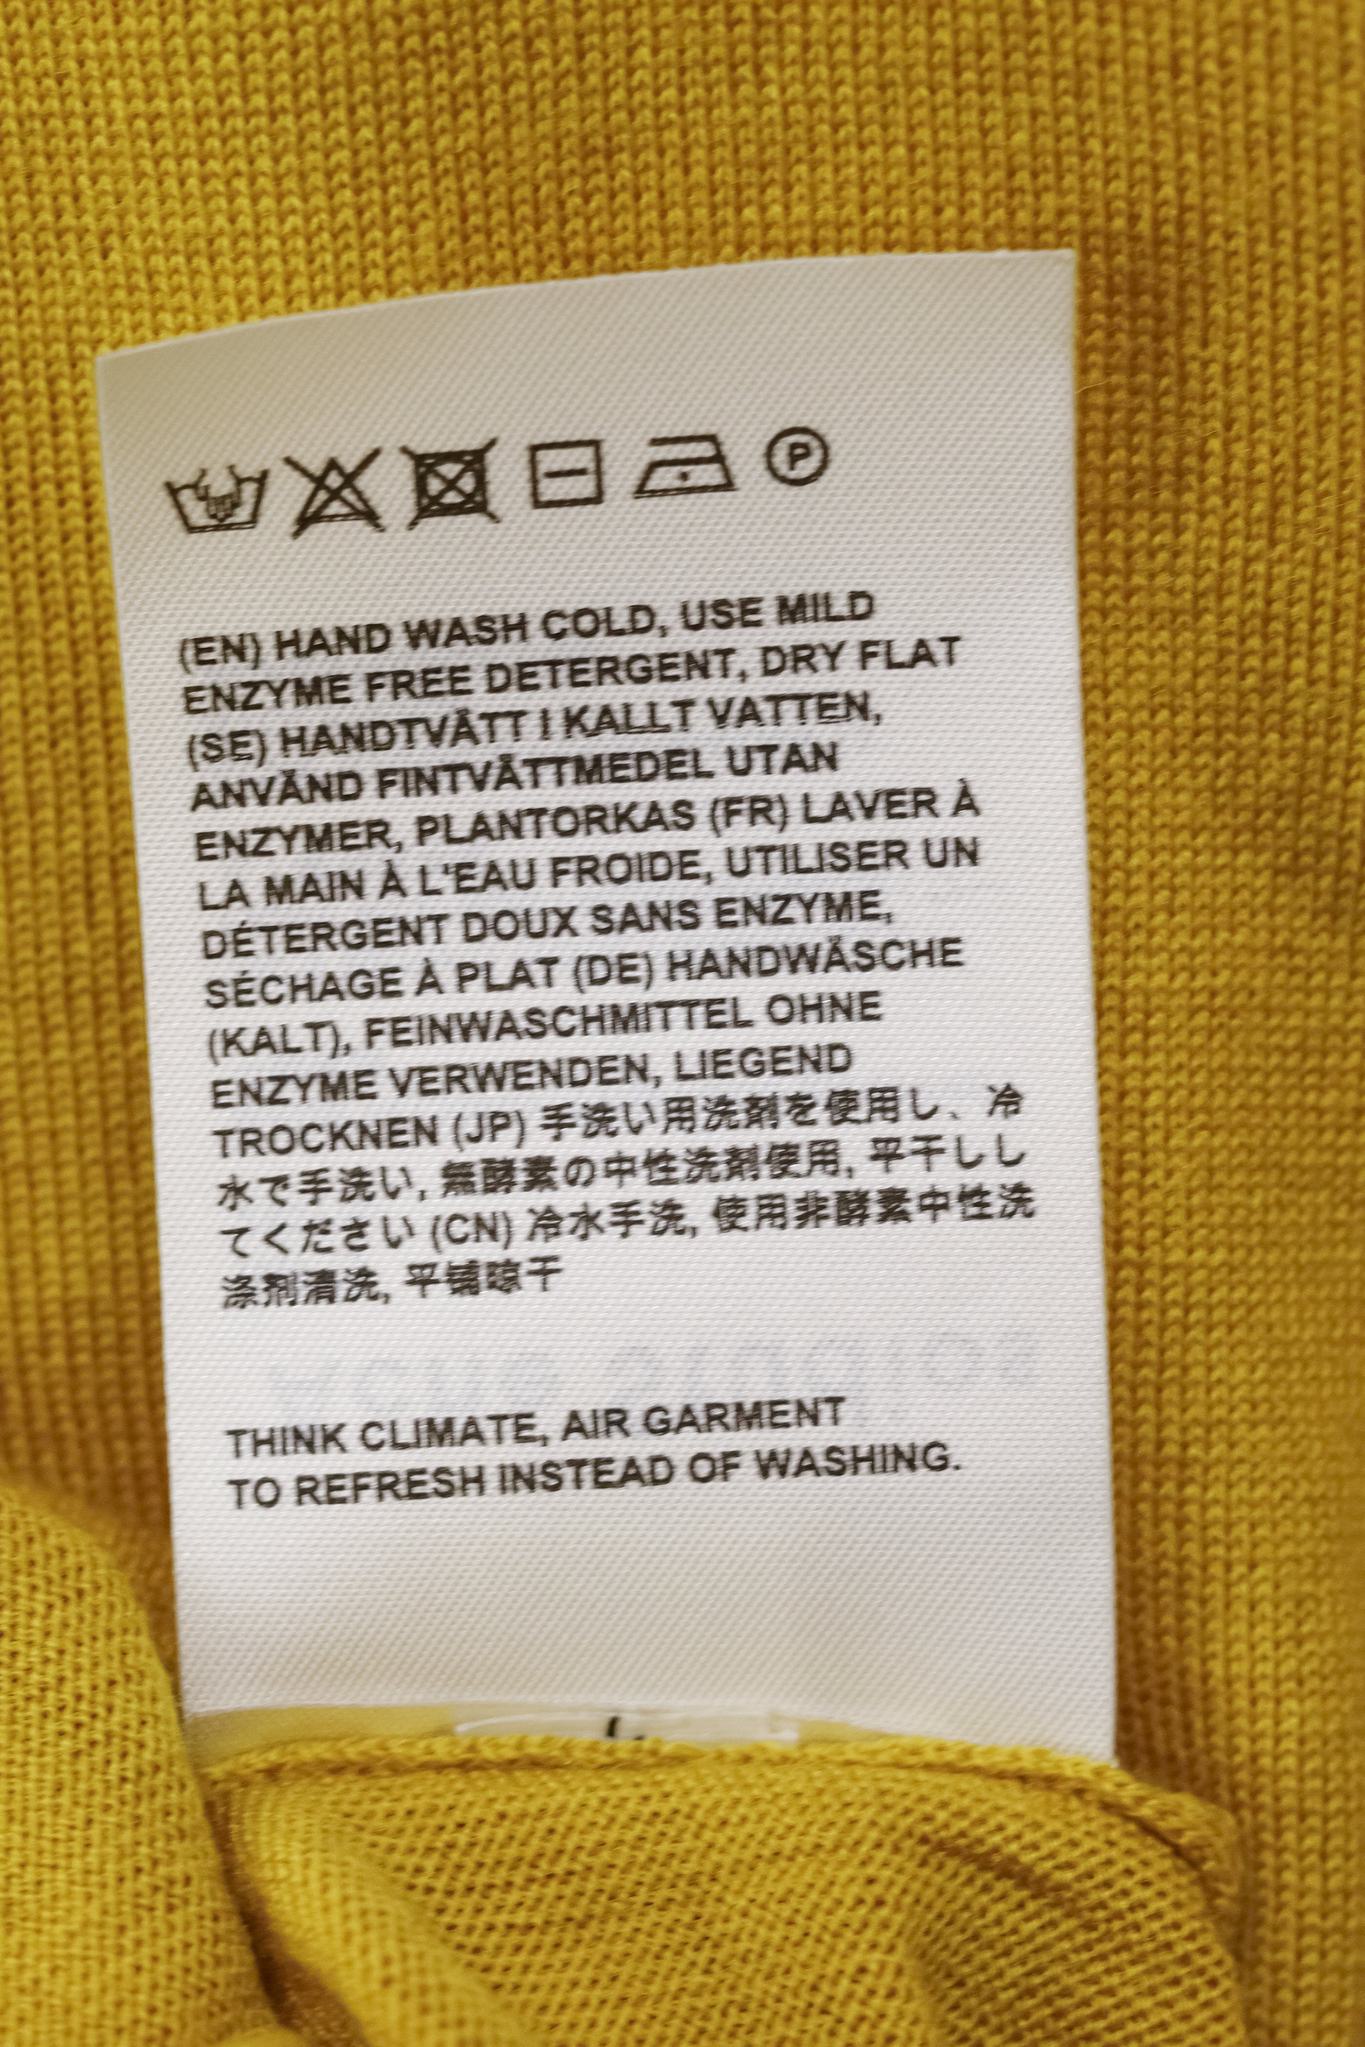 P
(EN) HAND WASH COLD, USE MILD
ENZYME FREE DETERGENT, DRY FLAT
(SE) HANDTVÄTT I KALLT VATTEN,
ANVÄND FINTVÄTTMEDEL UTAN
ENZYMER, PLANTORKAS (FR) LAVER À
LA MAIN À L'EAU FROIDE, UTILISER UN
DÉTERGENT DOUX SANS ENZYME,
SÉCHAGE À PLAT (DE) HANDWÄSCHE
(KALT), FEINWASCHMITTEL OHNE
ENZYME VERWENDEN, LIEGEND
TROCKNEN (JP) 手洗い用洗剤を使用し、冷
水で手洗い, 無酵素の中性洗剤使用, 平干しし
てください (CN) 冷水手洗, 使用非酵素中性洗
涤剂清洗, 平铺晾干
THINK CLIMATE, AIR GARMENT
TO REFRESH INSTEAD OF WASHING.